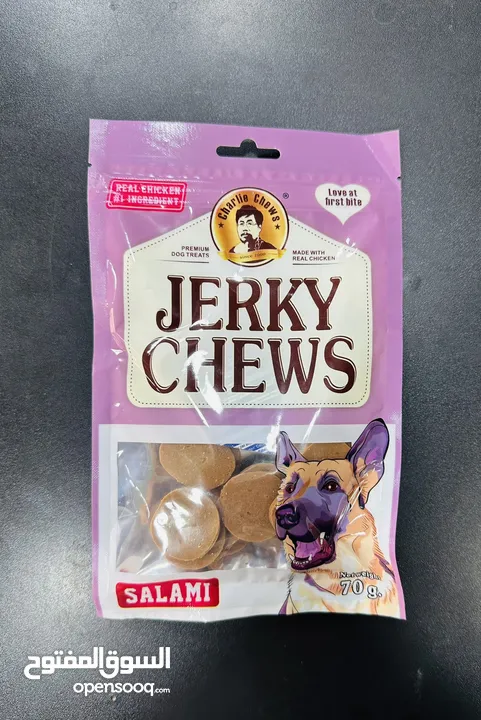 REAL CHICKEN
#1 INGREDIENT
Charlie Chews
®
Love at
first bite
PREMIUM
DOG TREATS
MADE WITH
REAL CHICKEN
JERKY
CHEWS
SALAMI
Net weight
70 g.
السوق المفتوح
opensooq.com